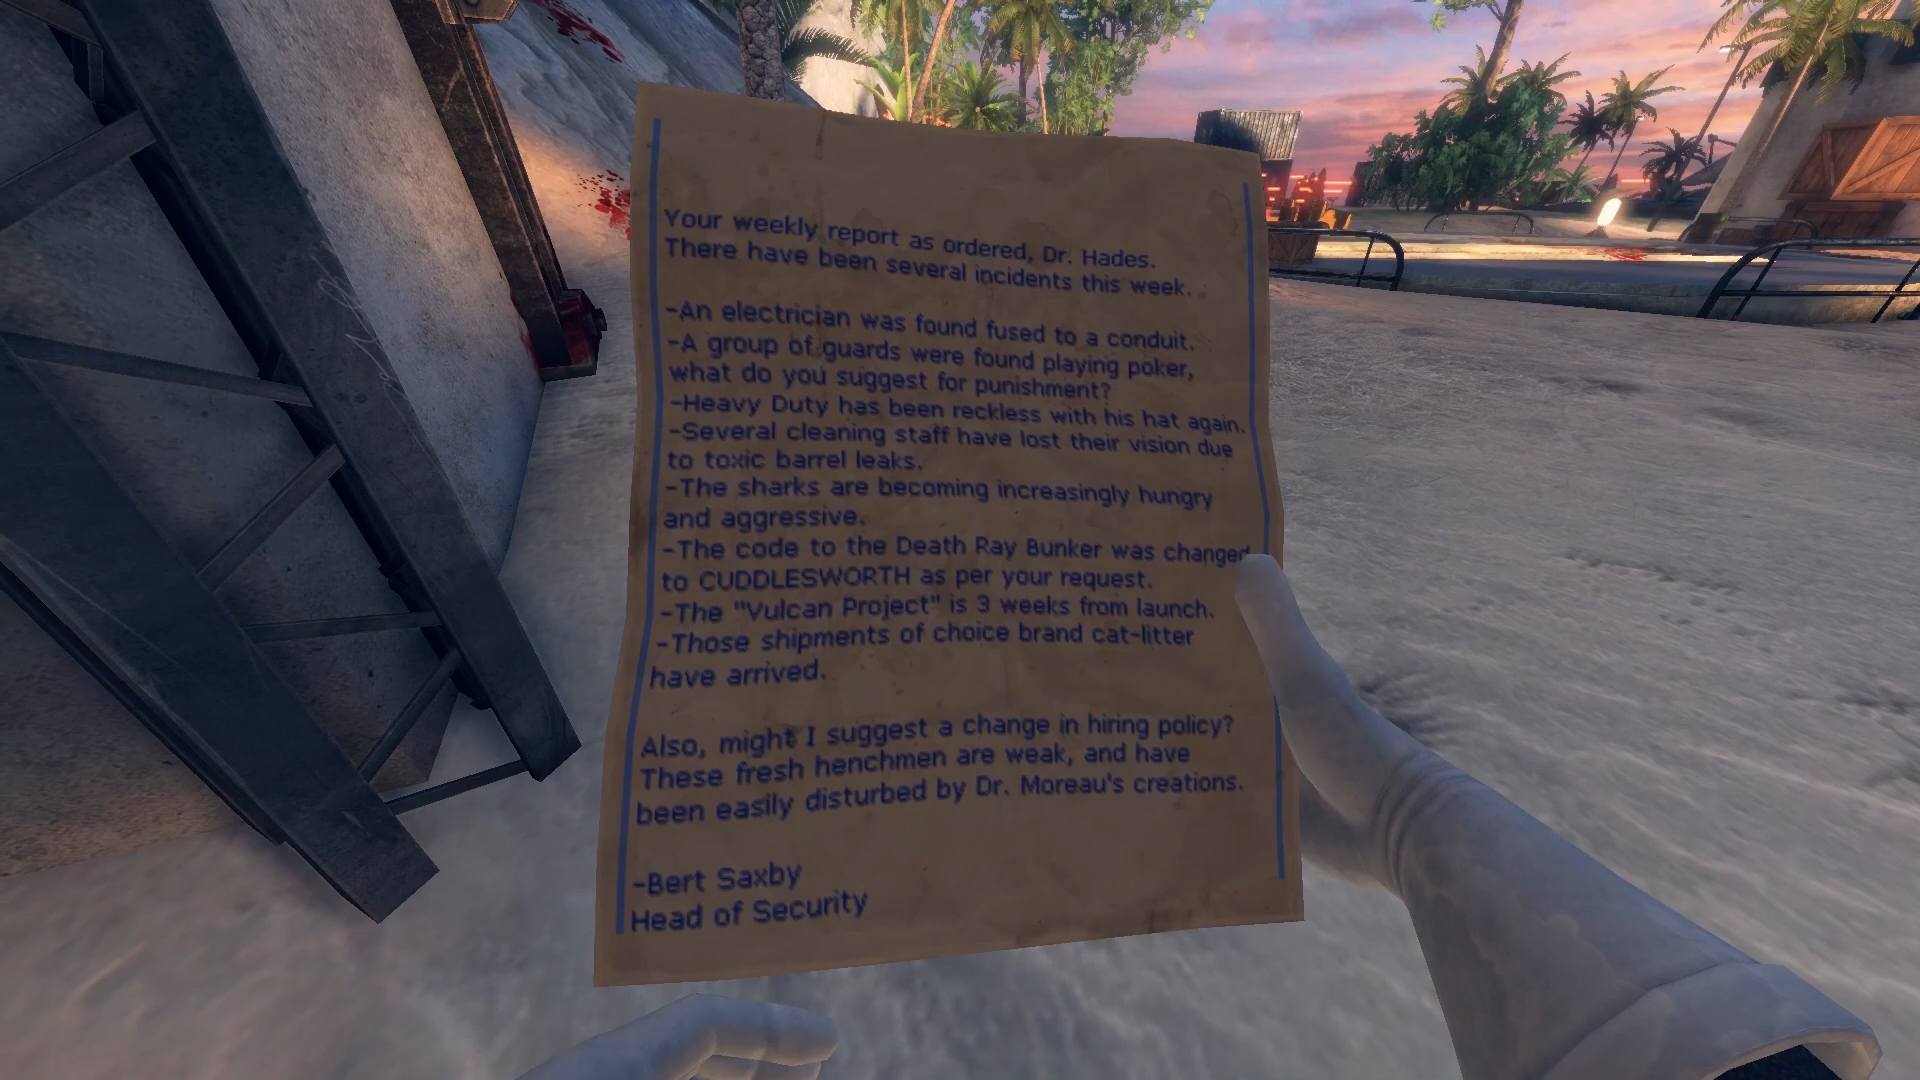 Your weekly report as ordered, Dr. Hades.
There have been several incidents this week.
-An electrician was found fused to a conduit.
-A group of guards were found playing poker,
what do you suggest for punishment?
-Heavy Duty has been reckless with his hat again.
-Several cleaning staff have lost their vision due
to toxic barrel leaks.
-The sharks are becoming increasingly hungry
and aggressive.
-The code to the Death Ray Bunker was changed
to CUDDLESWORTH as per your request.
-The "Vulcan Project" is 3 weeks from launch.
-Those shipments of choice brand cat-litter
have arrived.
Also, might I suggest a change in hiring policy?
These fresh henchmen are weak, and have
been easily disturbed by Dr. Moreau's creations.
-Bert Saxby
Head of Security